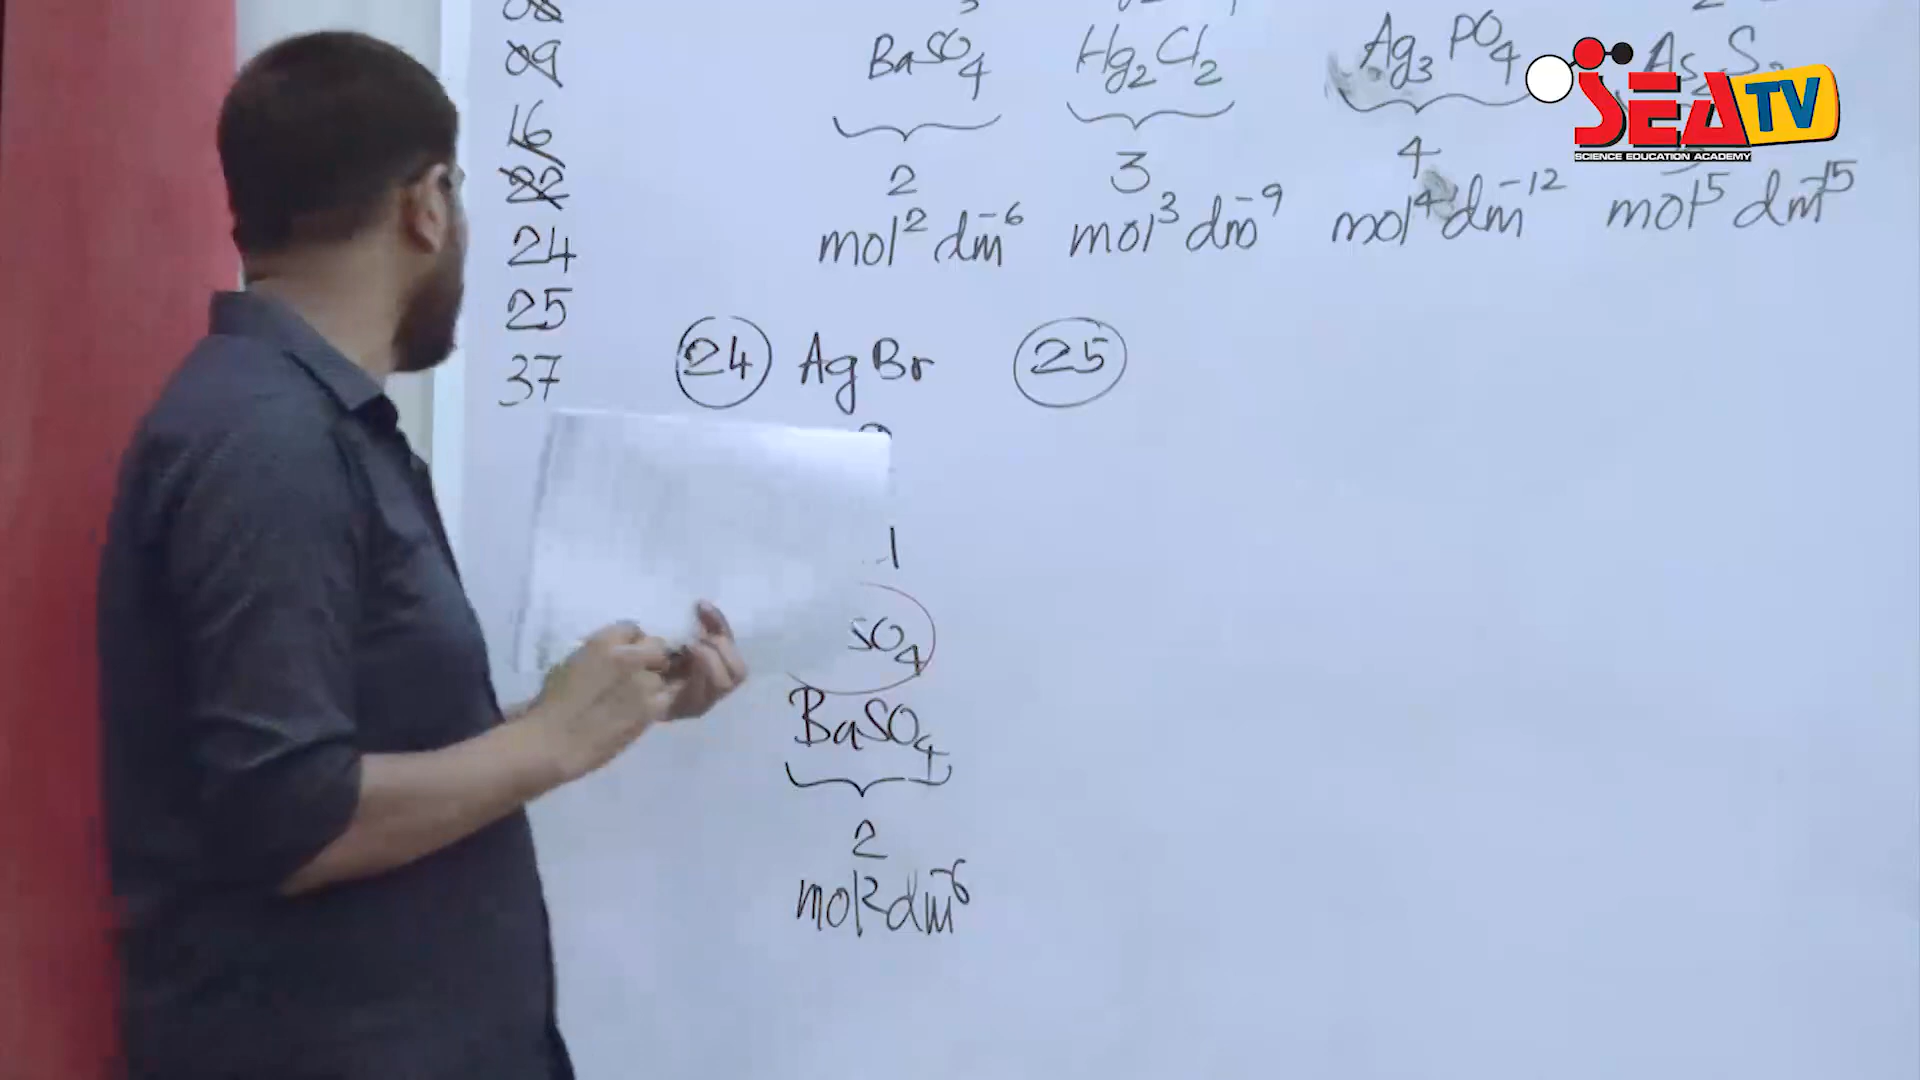 09
16
22
24
25
37
BaSO4 Hg2Cl2 Ag3PO4
2 3 4
mol² dm⁻⁶ mol³ dm⁻⁹ mol⁴ dm⁻¹² mol⁵ dm⁻¹⁵
24 AgBr 25
1
SO4
BaSO4
2
mol² dm⁻⁶
SEA TV
SCIENCE EDUCATION ACADEMY